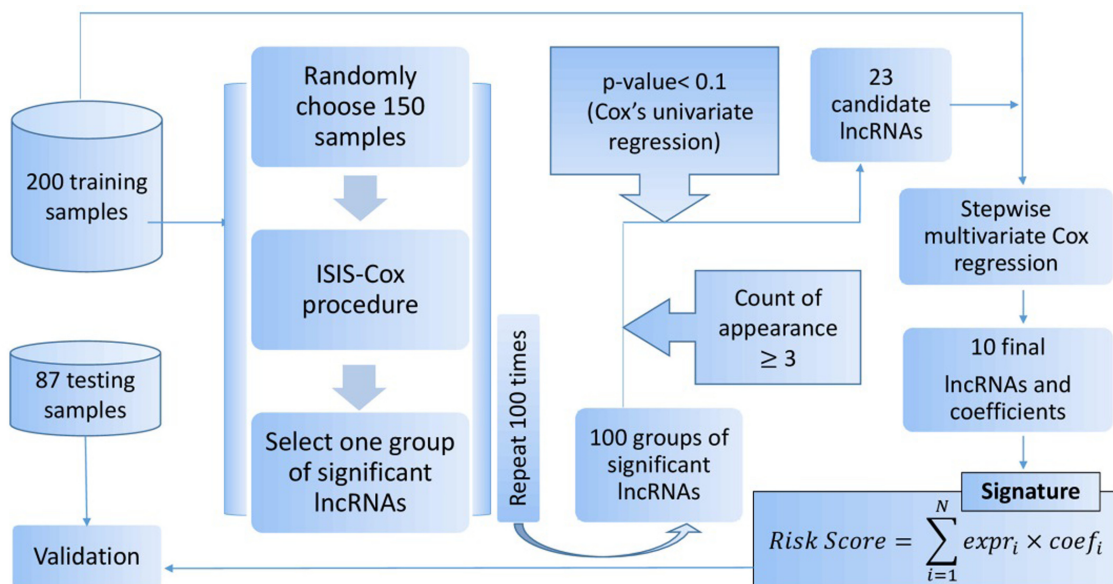 200 training
samples
87 testing
samples
Validation
Randomly
choose 150
samples
ISIS-Cox
procedure
Select one group
of significant
lncRNAs
Repeat 100 times
100 groups of
significant
lncRNAs
Count of
appearance
≥ 3
p-value< 0.1
(Cox's univariate
regression)
23
candidate
lncRNAs
Stepwise
multivariate Cox
regression
10 final
lncRNAs and
coefficients
Signature
Risk Score = ∑_{i=1}^{N} expr_i × coef_i